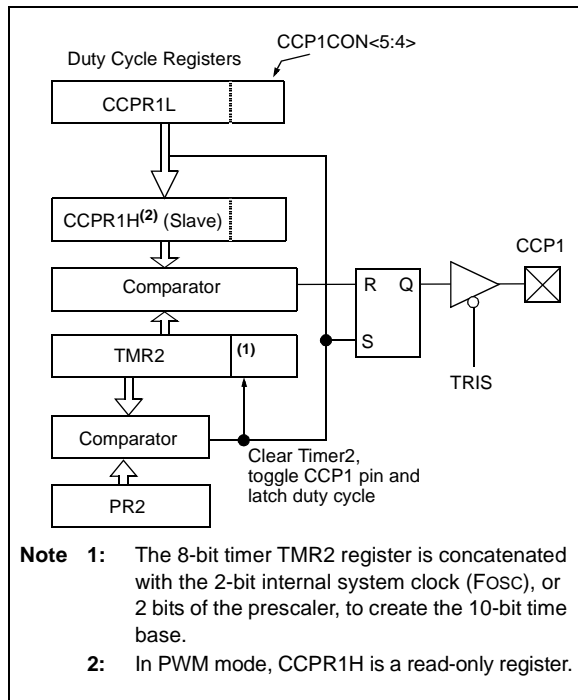 CCP1CON<5:4>
Duty Cycle Registers
CCPR1L
CCPR1H(2) (Slave)
CCP1
Comparator
R Q
TMR2 (1)
S
TRIS
Comparator
Clear Timer2,
toggle CCP1 pin and
latch duty cycle
PR2
Note 1: The 8-bit timer TMR2 register is concatenated
with the 2-bit internal system clock (FOSC), or
2 bits of the prescaler, to create the 10-bit time
base.
2: In PWM mode, CCPR1H is a read-only register.